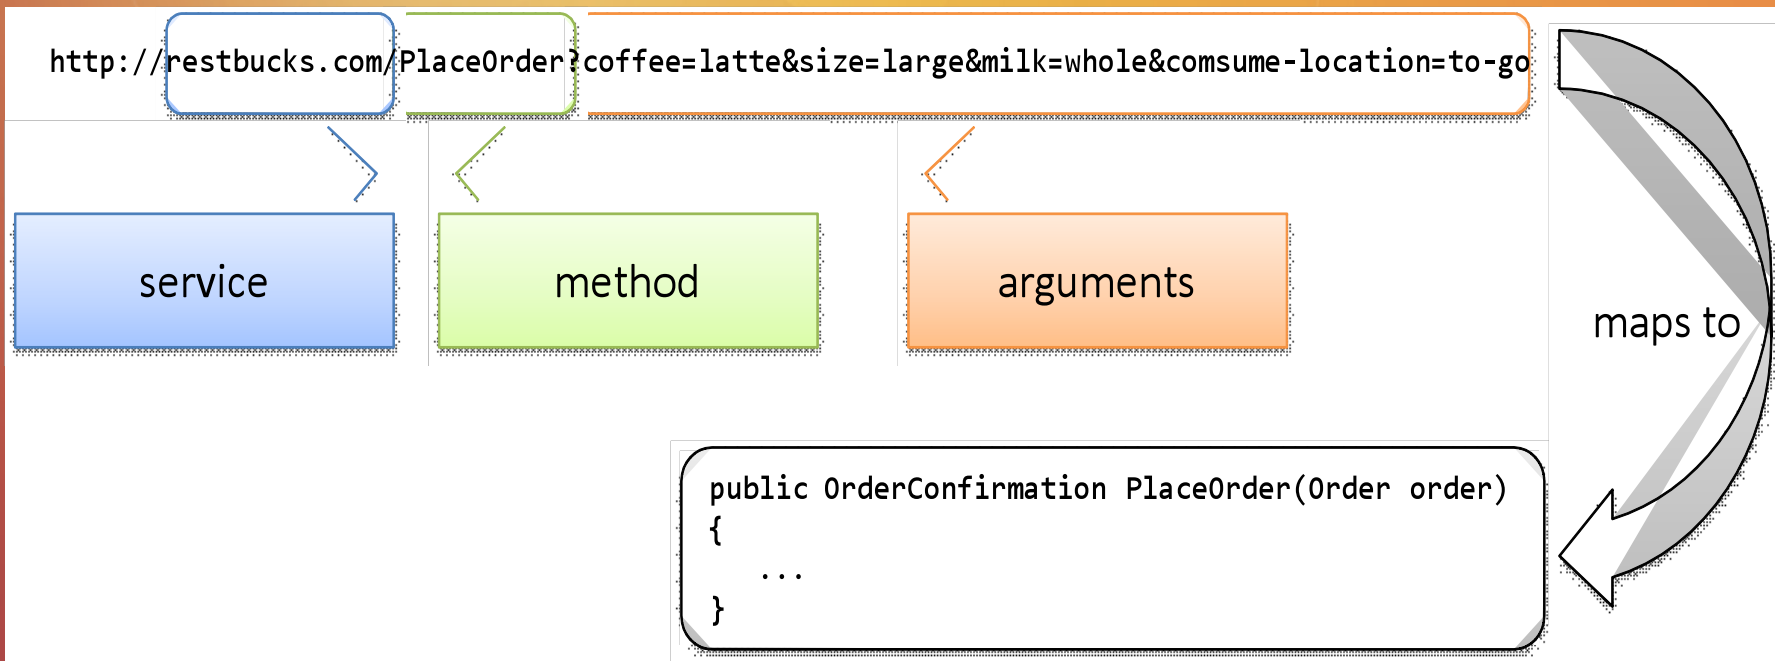 http://restbucks.com/PlaceOrder?coffee=latte&size=large&milk=whole&comsume-location=to-go
service
method
arguments
maps to
public OrderConfirmation PlaceOrder(Order order)
{
...
}